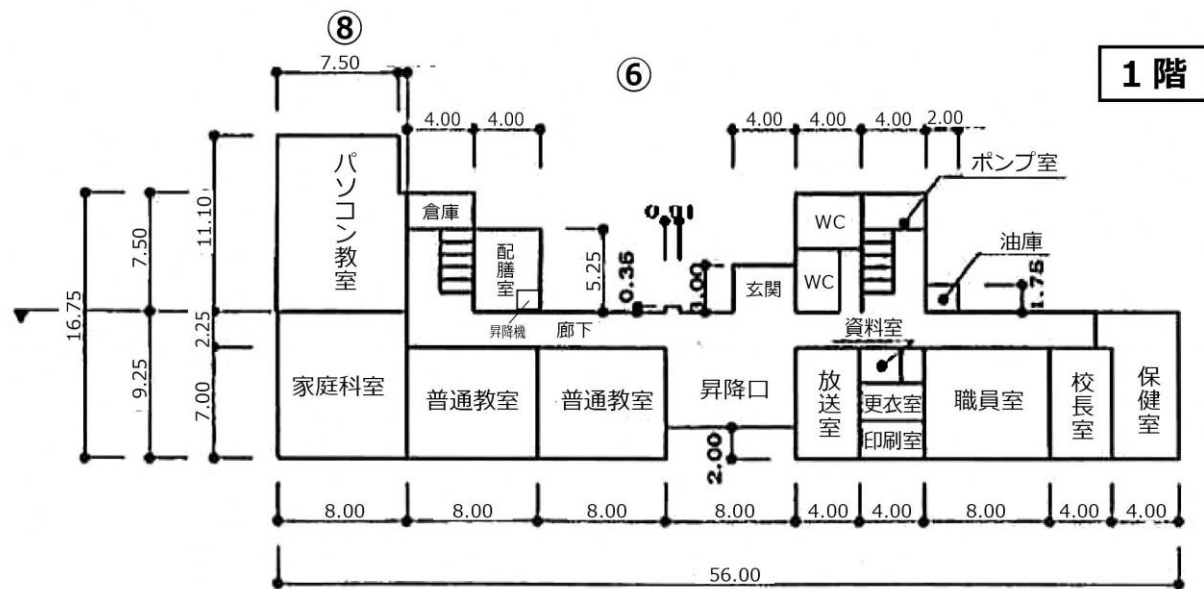 ⑧
7.50
⑥
1階
4.00
4.00
4.00
4.00
4.00
2.00
ポンプ室
パソコン教室
倉庫
WC
油庫
配膳室
昇降機
WC
玄関
16.75
7.50
9.25
11.10
2.25
7.00
5.25
0.35
3.00
1.75
廊下
資料室
家庭科室
普通教室
普通教室
昇降口
放送室
更衣室
印刷室
職員室
校長室
保健室
2.00
8.00
8.00
8.00
8.00
4.00
4.00
8.00
4.00
4.00
56.00